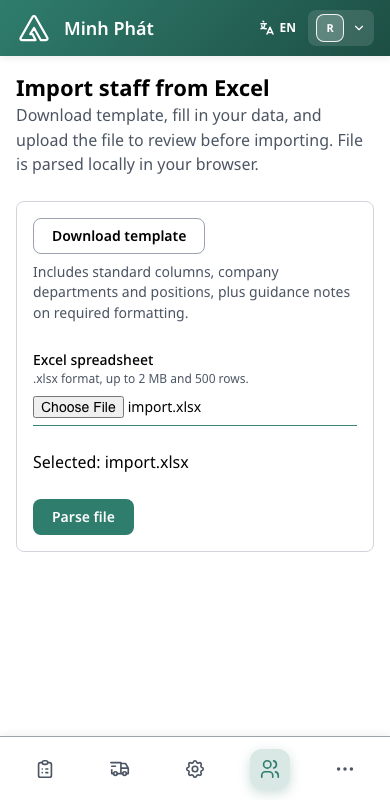 Minh Phát
EN
R
Import staff from Excel
Download template, fill in your data, and
upload the file to review before importing. File
is parsed locally in your browser.
Download template
Includes standard columns, company
departments and positions, plus guidance notes
on required formatting.
Excel spreadsheet
.xlsx format, up to 2 MB and 500 rows.
Choose File import.xlsx
Selected: import.xlsx
Parse file